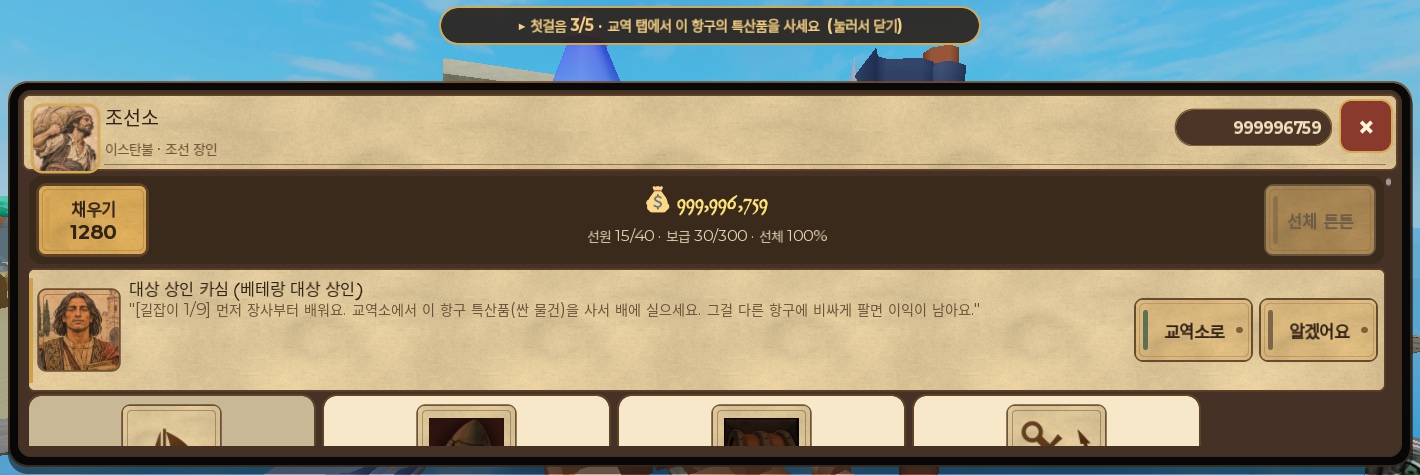 ▸ 첫걸음 3/5 · 교역 탭에서 이 항구의 특산품을 사세요 (눌러서 닫기)
조선소
이스탄불 · 조선 장인
999996759
×
채우기
1280
999,996,759
선원 15/40 · 보급 30/300 · 선체 100%
선체 튼튼
대상 상인 카심 (베테랑 대상 상인)
"[길잡이 1/9] 먼저 장사부터 배워요. 교역소에서 이 항구 특산품(싼 물건)을 사서 배에 실으세요. 그걸 다른 항구에 비싸게 팔면 이익이 남아요."
교역소로
알겠어요